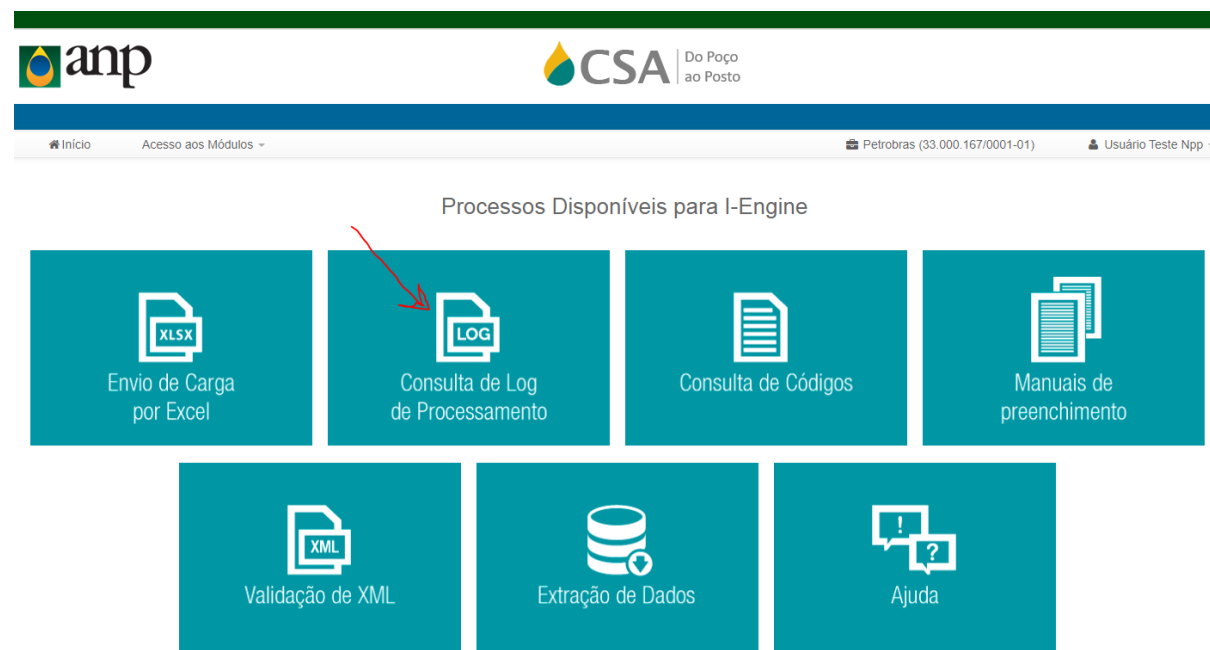 anp
CSA
Do Poço
ao Posto
Início
Acesso aos Módulos
Petrobras (33.000.167/0001-01)
Usuário Teste Npp
Processos Disponíveis para I-Engine
XLSX
Envio de Carga
por Excel
LOG
Consulta de Log
de Processamento
Consulta de Códigos
Manuais de
preenchimento
XML
Validação de XML
Extração de Dados
!
?
Ajuda